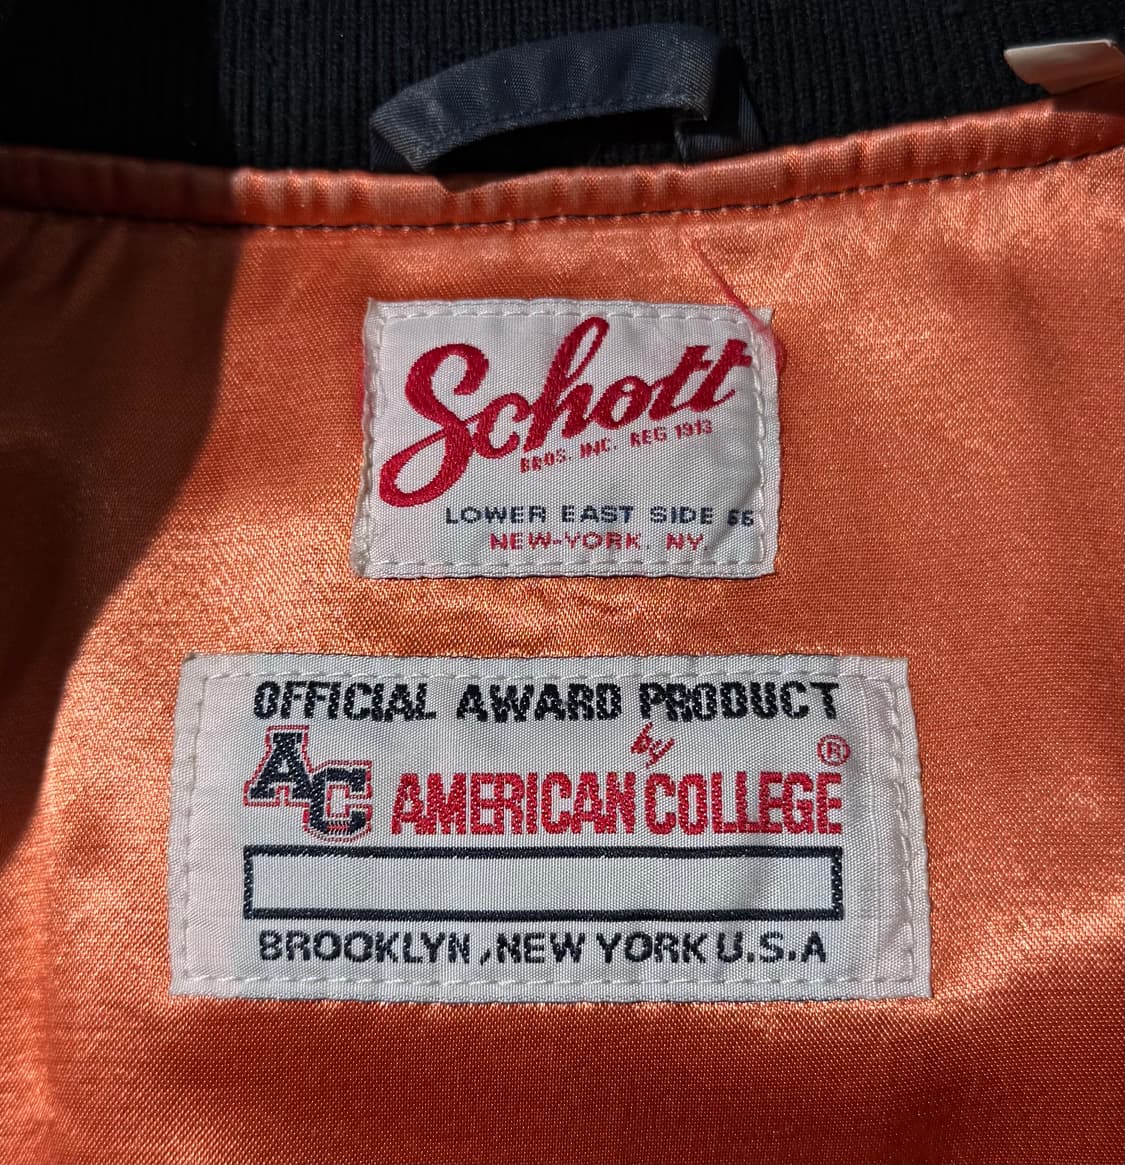 Schott
BROS. INC. REG 1913
LOWER EAST SIDE 66
NEW-YORK, NY.
OFFICIAL AWARD PRODUCT
by
AC AMERICAN COLLEGE ®
BROOKLYN, NEW YORK U.S.A